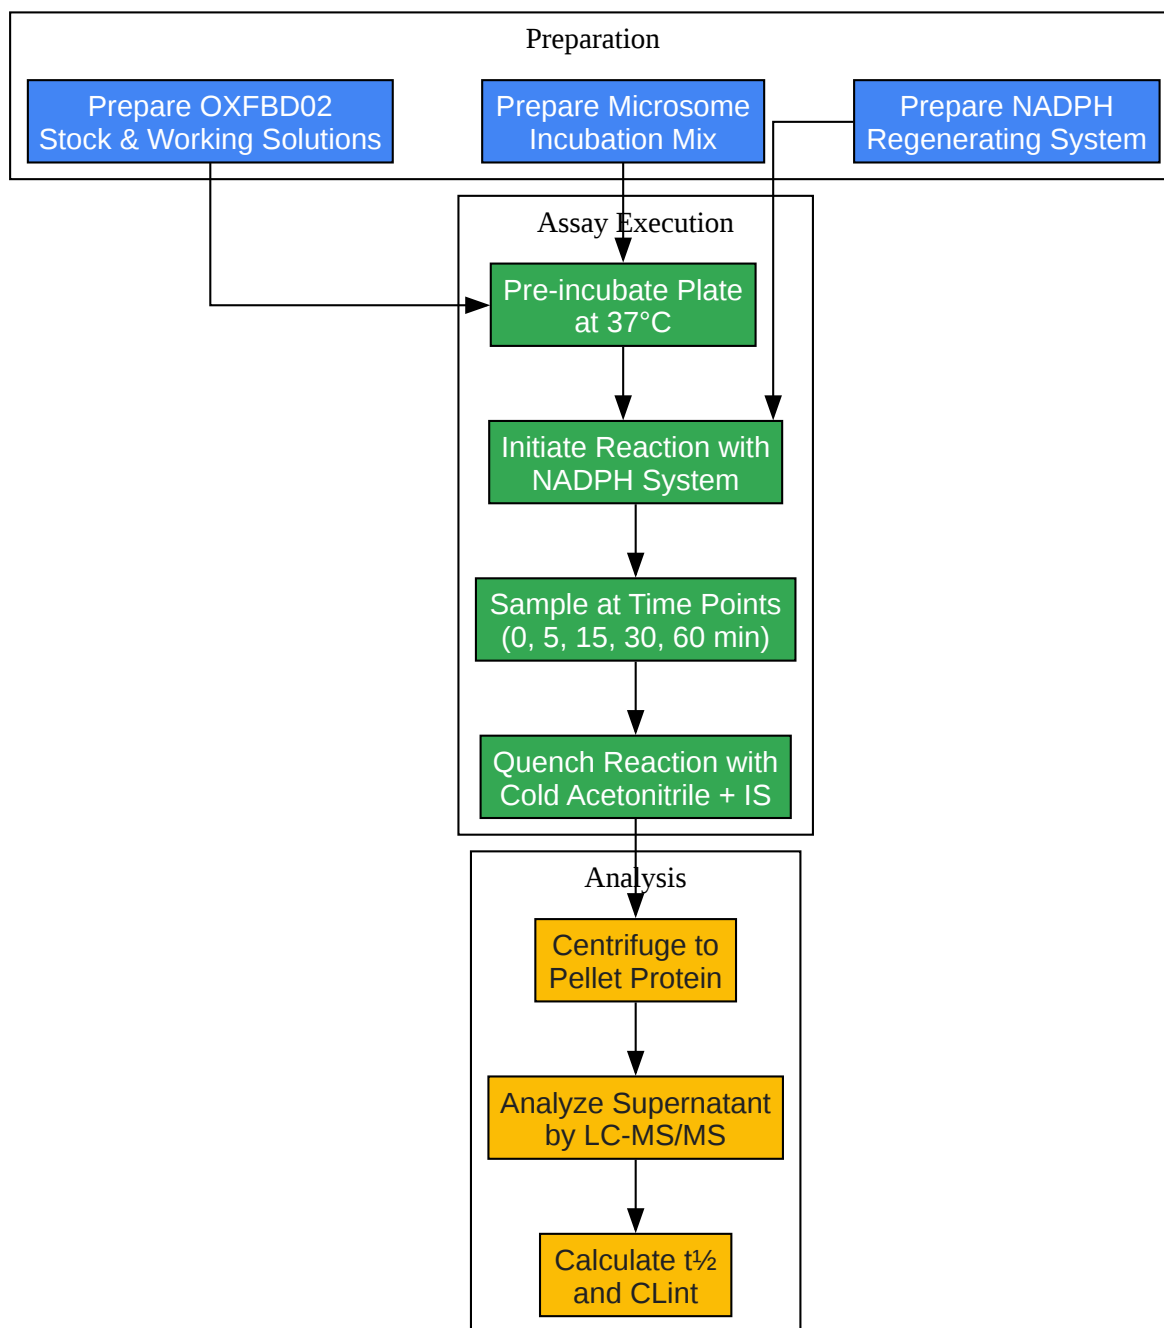 Preparation
Prepare OXFBD02
Stock & Working Solutions
Prepare Microsome
Incubation Mix
Prepare NADPH
Regenerating System
Assay Execution
Pre-incubate Plate
at 37°C
Initiate Reaction with
NADPH System
Sample at Time Points
(0, 5, 15, 30, 60 min)
Quench Reaction with
Cold Acetonitrile + IS
Analysis
Centrifuge to
Pellet Protein
Analyze Supernatant
by LC-MS/MS
Calculate t½
and CLint